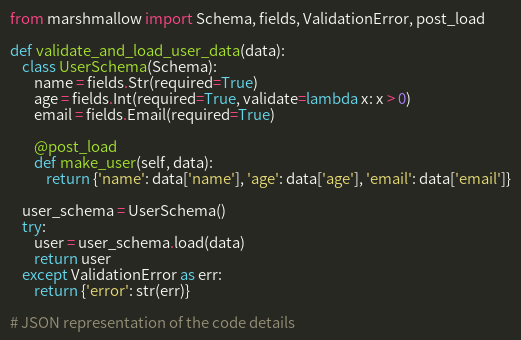 from marshmallow import Schema, fields, ValidationError, post_load
def validate_and_load_user_data(data):
class UserSchema(Schema):
name = fields.Str(required=True)
age = fields.Int(required=True, validate=lambda x: x > 0)
email = fields.Email(required=True)
@post_load
def make_user(self, data):
return {'name': data['name'], 'age': data['age'], 'email': data['email']}
user_schema = UserSchema()
try:
user = user_schema.load(data)
return user
except ValidationError as err:
return {'error': str(err)}
# JSON representation of the code details